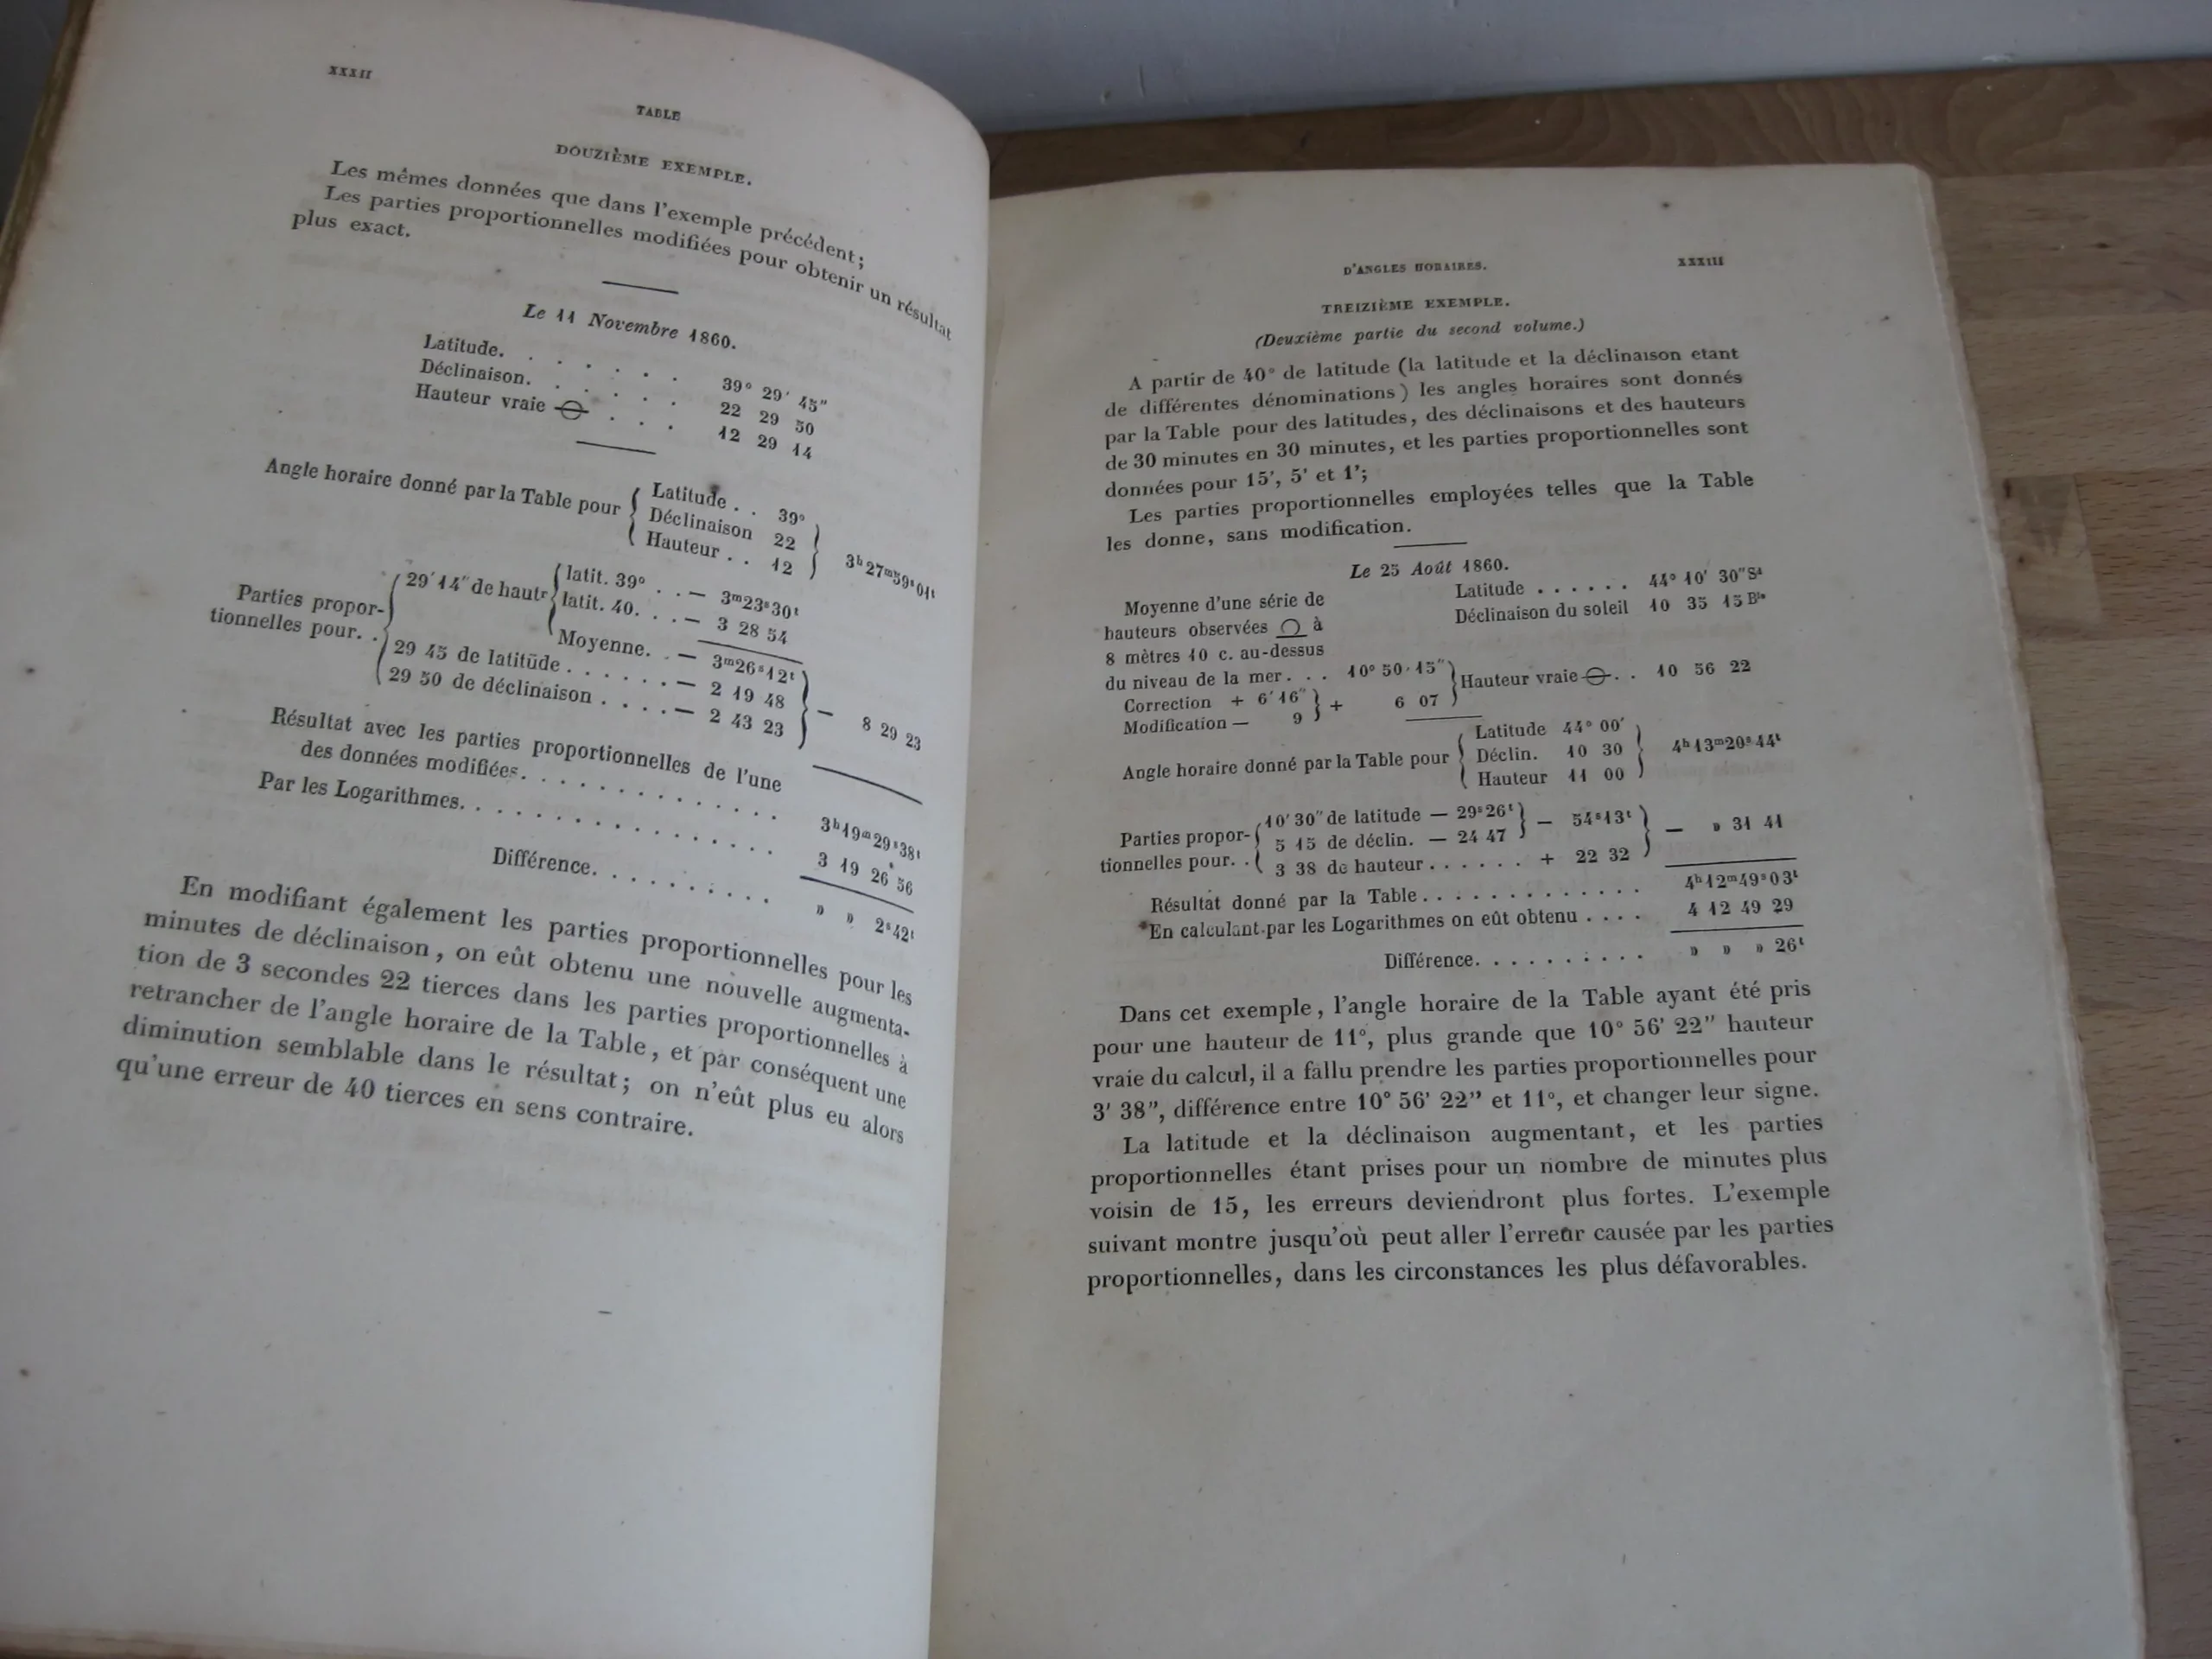 XXXII
TABLE
DOUZIÈME EXEMPLE.
Les mêmes données que dans l'exemple précédent;
Les parties proportionnelles modifiées pour obtenir un résultat
plus exact.
Le 11 Novembre 1860.
Latitude. . . . . . 39° 29' 45"
Déclinaison. . . . . 22 29 50
Hauteur vraie ⦵ . . . 12 29 14
Angle horaire donné par la Table pour { Latitude . . 39°
Déclinaison 22
Hauteur . . 12 } 3ʰ27ᵐ59ˢ01ᵗ
Parties propor-
tionnelles pour. . { 29'14" de hautʳ { latit. 39° . . — 3ᵐ23ˢ30ᵗ
latit. 40. . . — 3 28 54
Moyenne. . — 3ᵐ26ˢ12ᵗ
29 45 de latitude . . . . . . — 2 19 48
29 50 de déclinaison . . . . — 2 43 23 } — 8 29 23
Résultat avec les parties proportionnelles de l'une
des données modifiées. . . . . . . . . . . . . 3ʰ19ᵐ29ˢ38ᵗ
Par les Logarithmes. . . . . . . . . . . . . . . 3 19 26 56
Différence. . . . . . . . . » » 2ˢ42ᵗ
En modifiant également les parties proportionnelles pour les
minutes de déclinaison, on eût obtenu une nouvelle augmenta-
tion de 3 secondes 22 tierces dans les parties proportionnelles à
retrancher de l'angle horaire de la Table, et par conséquent une
diminution semblable dans le résultat; on n'eût plus eu alors
qu'une erreur de 40 tierces en sens contraire.
D'ANGLES HORAIRES. XXXIII
TREIZIÈME EXEMPLE.
(Deuxième partie du second volume.)
A partir de 40° de latitude (la latitude et la déclinaison etant
de différentes dénominations) les angles horaires sont donnés
par la Table pour des latitudes, des déclinaisons et des hauteurs
de 30 minutes en 30 minutes, et les parties proportionnelles sont
données pour 15', 5' et 1';
Les parties proportionnelles employées telles que la Table
les donne, sans modification.
Le 25 Août 1860.
Latitude . . . . . . 44° 10' 30" Sᵈ
Déclinaison du soleil 10 35 15 Bˡᵉ
Moyenne d'une série de
hauteurs observées ☉ à
8 mètres 10 c. au-dessus
du niveau de la mer. . . 10° 50' 15"
Correction + 6'16"
Modification — 9 } + 6 07 } Hauteur vraie ⦵. . 10 56 22
Angle horaire donné par la Table pour { Latitude 44° 00'
Déclin. 10 30
Hauteur 11 00 } 4ʰ13ᵐ20ˢ44ᵗ
Parties propor-
tionnelles pour. . { 10'30" de latitude — 29ˢ26ᵗ
5 15 de déclin. — 24 47 } — 54ˢ13ᵗ
3 38 de hauteur . . . . . . + 22 32 } — » 31 41
Résultat donné par la Table . . . . . . . . . . . . . 4ʰ12ᵐ49ˢ03ᵗ
En calculant par les Logarithmes on eût obtenu . . . . 4 12 49 29
Différence. . . . . . . . . . » » » 26ᵗ
Dans cet exemple, l'angle horaire de la Table ayant été pris
pour une hauteur de 11°, plus grande que 10° 56' 22" hauteur
vraie du calcul, il a fallu prendre les parties proportionnelles pour
3' 38", différence entre 10° 56' 22" et 11°, et changer leur signe.
La latitude et la déclinaison augmentant, et les parties
proportionnelles étant prises pour un nombre de minutes plus
voisin de 15, les erreurs deviendront plus fortes. L'exemple
suivant montre jusqu'où peut aller l'erreur causée par les parties
proportionnelles, dans les circonstances les plus défavorables.